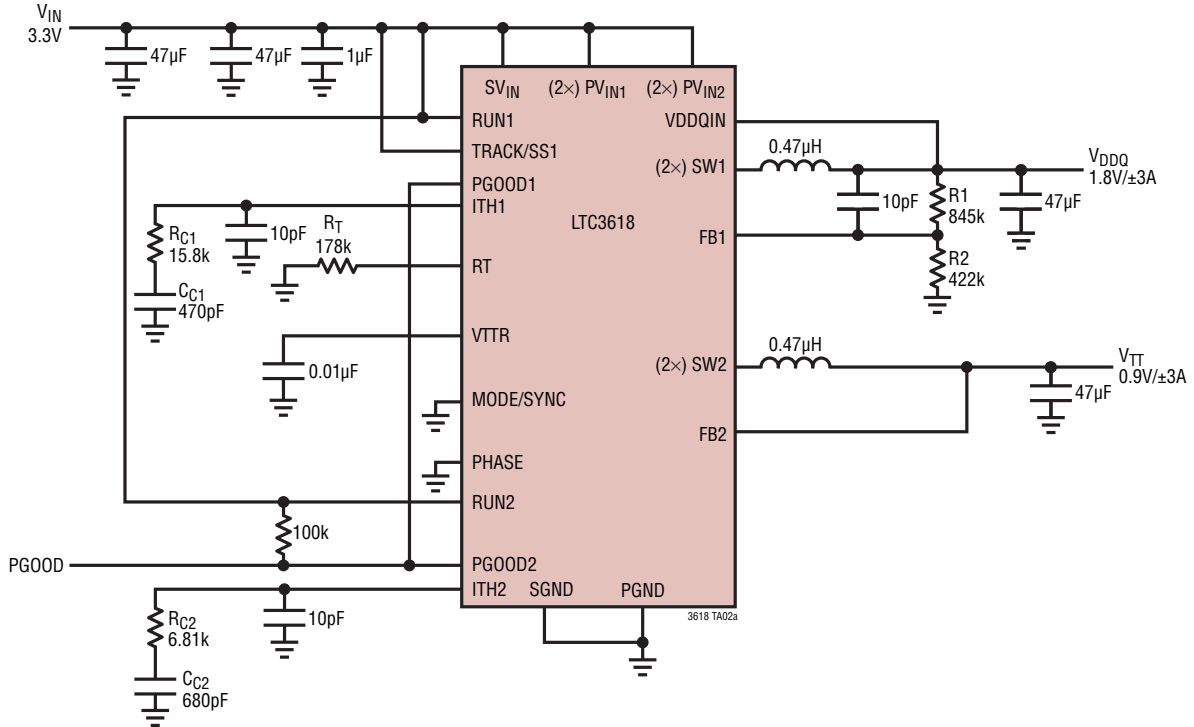 VIN
3.3V
47µF
47µF
1µF
SVIN
(2×) PVIN1
(2×) PVIN2
RUN1
VDDQIN
TRACK/SS1
0.47µH
VDDQ
1.8V/±3A
(2×) SW1
PGOOD1
ITH1
RC1
15.8k
10pF
RT
178k
LTC3618
10pF
R1
845k
47µF
FB1
RT
R2
422k
CC1
470pF
VTTR
0.01µF
0.47µH
VTT
0.9V/±3A
(2×) SW2
47µF
MODE/SYNC
FB2
PHASE
RUN2
100k
PGOOD
PGOOD2
ITH2
SGND
PGND
3618 TA02a
RC2
6.81k
10pF
CC2
680pF